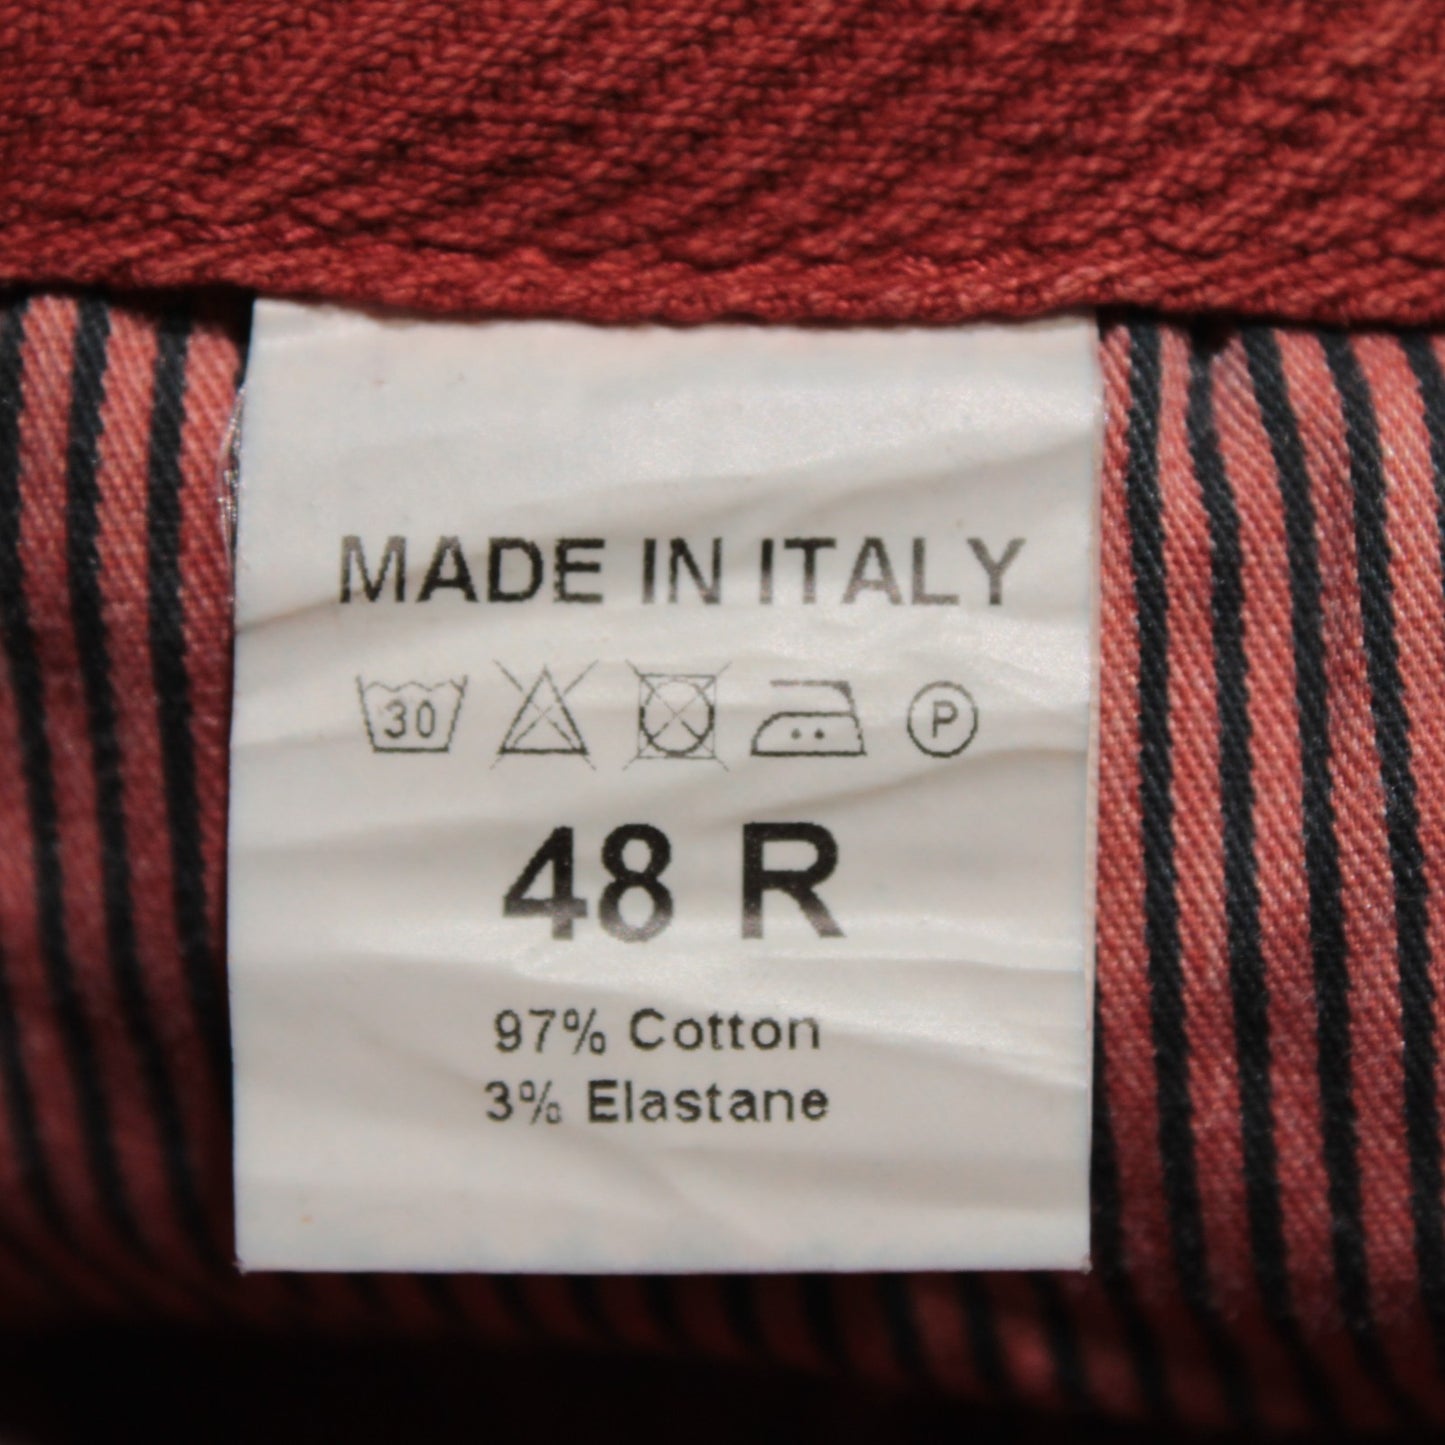 MADE IN ITALY
30 P
48 R
97% Cotton
3% Elastane